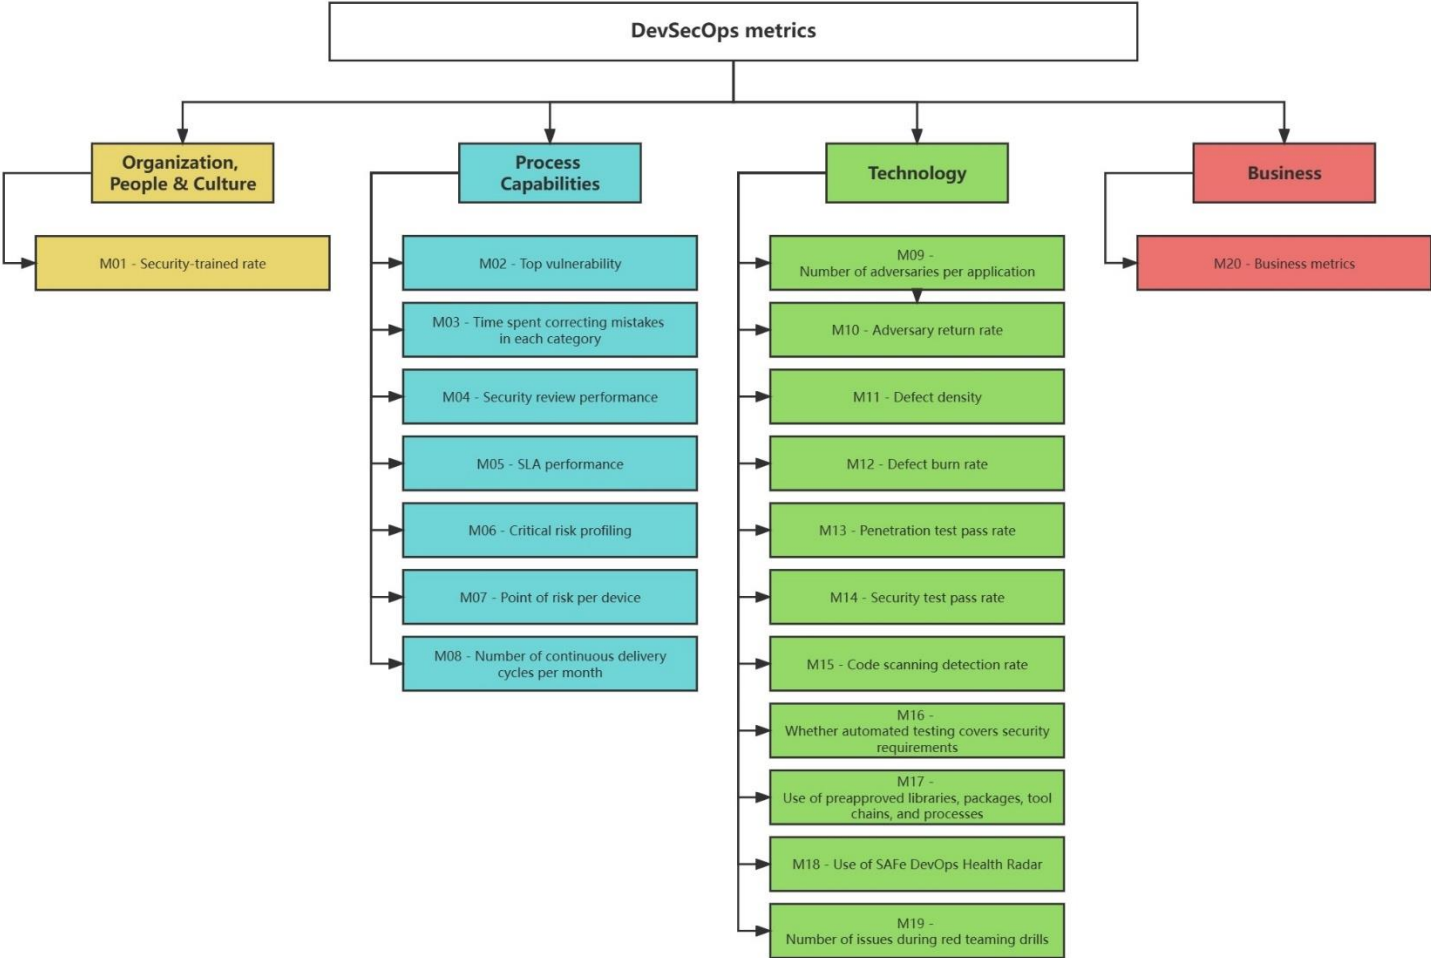 DevSecOps metrics
Organization,
People & Culture
M01 - Security-trained rate
Process
Capabilities
M02 - Top vulnerability
M03 - Time spent correcting mistakes
in each category
M04 - Security review performance
M05 - SLA performance
M06 - Critical risk profiling
M07 - Point of risk per device
M08 - Number of continuous delivery
cycles per month
Technology
M09 -
Number of adversaries per application
M10 - Adversary return rate
M11 - Defect density
M12 - Defect burn rate
M13 - Penetration test pass rate
M14 - Security test pass rate
M15 - Code scanning detection rate
M16 -
Whether automated testing covers security
requirements
M17 -
Use of preapproved libraries, packages, tool
chains, and processes
M18 - Use of SAFe DevOps Health Radar
M19 -
Number of issues during red teaming drills
Business
M20 - Business metrics